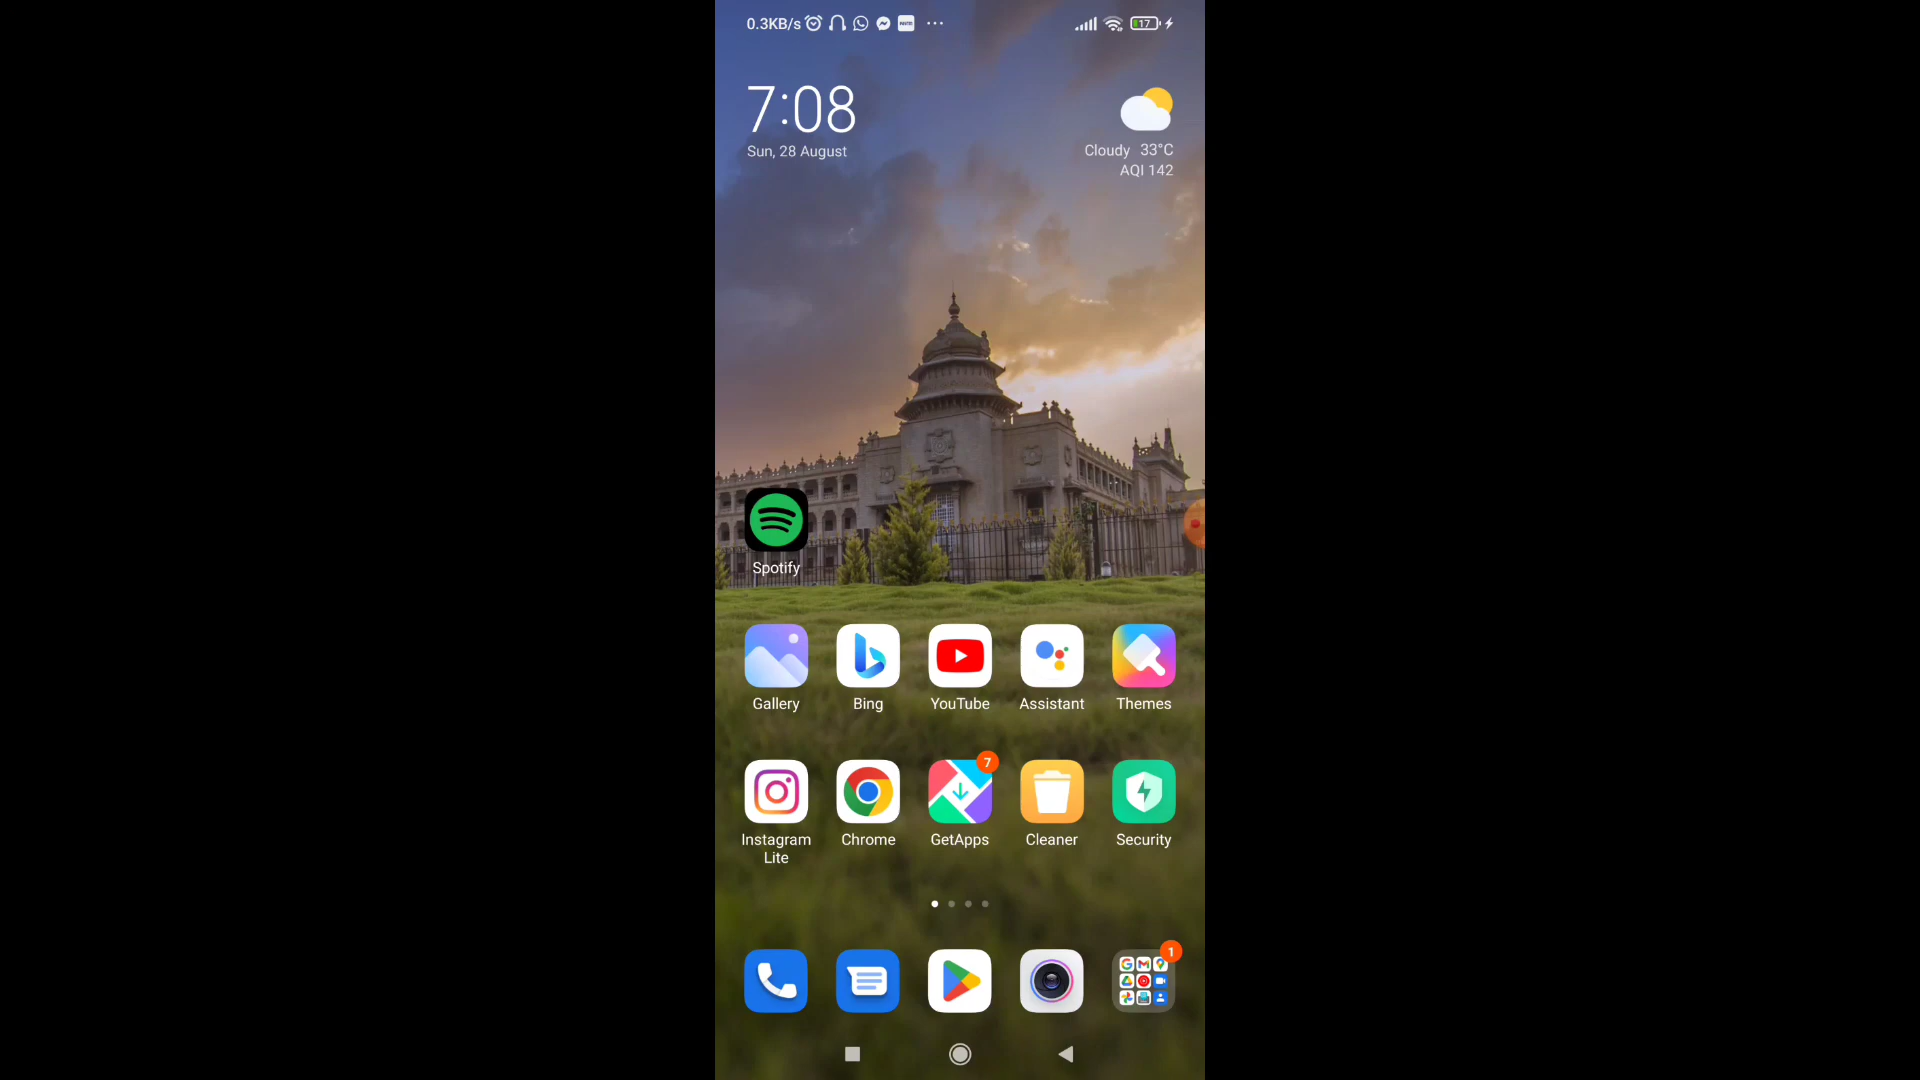 0.3KB/s
17
7:08
Sun, 28 August
Cloudy 33°C
AQI 142
Spotify
Gallery
Bing
YouTube
Assistant
Themes
7
Instagram
Lite
Chrome
GetApps
Cleaner
Security
1